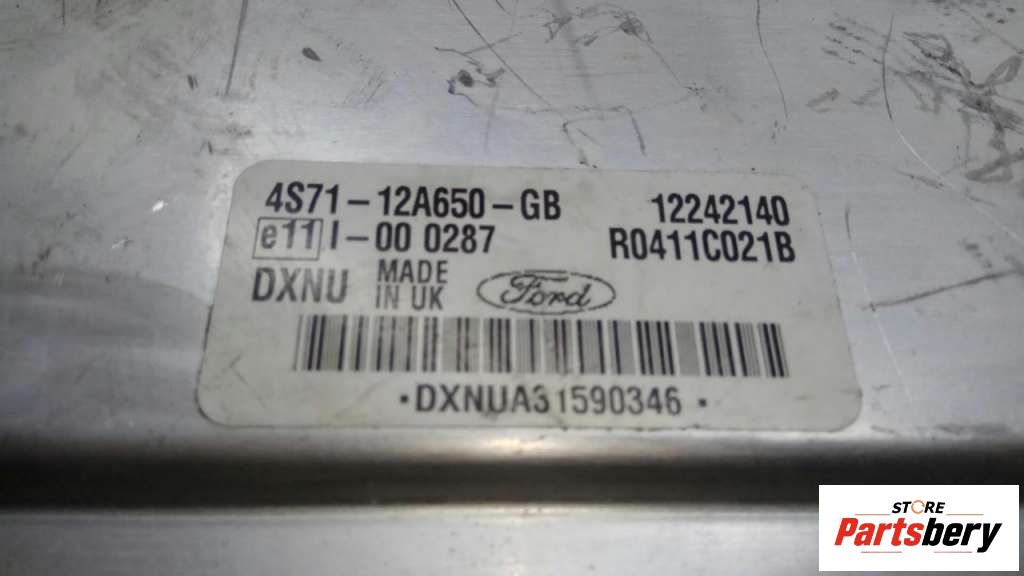 4S71-12A650-GB 12242140
e11 I-00 0287 R0411C021B
DXNU MADE IN UK Ford
•DXNUA31590346•
STORE
Partsbery